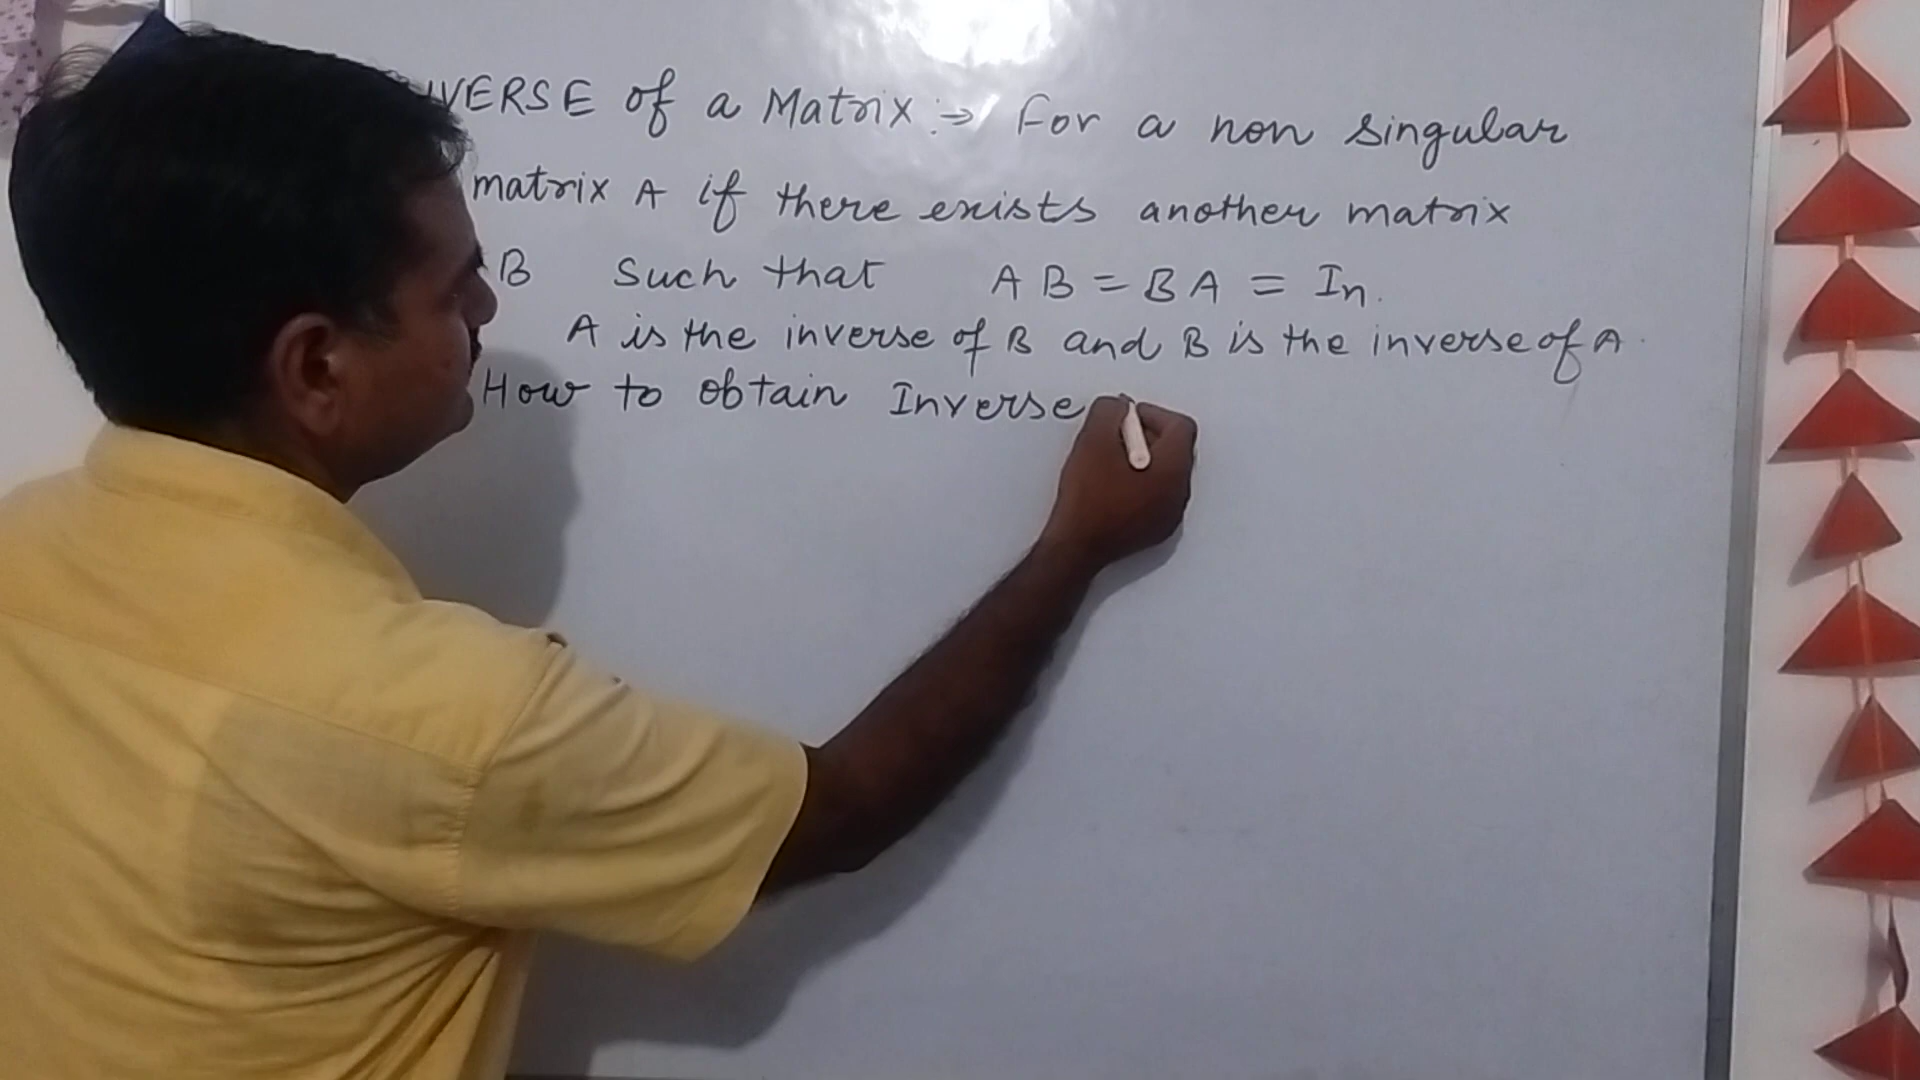 VERSE of a Matrix :→ For a non singular
matrix A if there exists another matrix
B Such that AB = BA = In.
A is the inverse of B and B is the inverse of A.
How to obtain Inverse